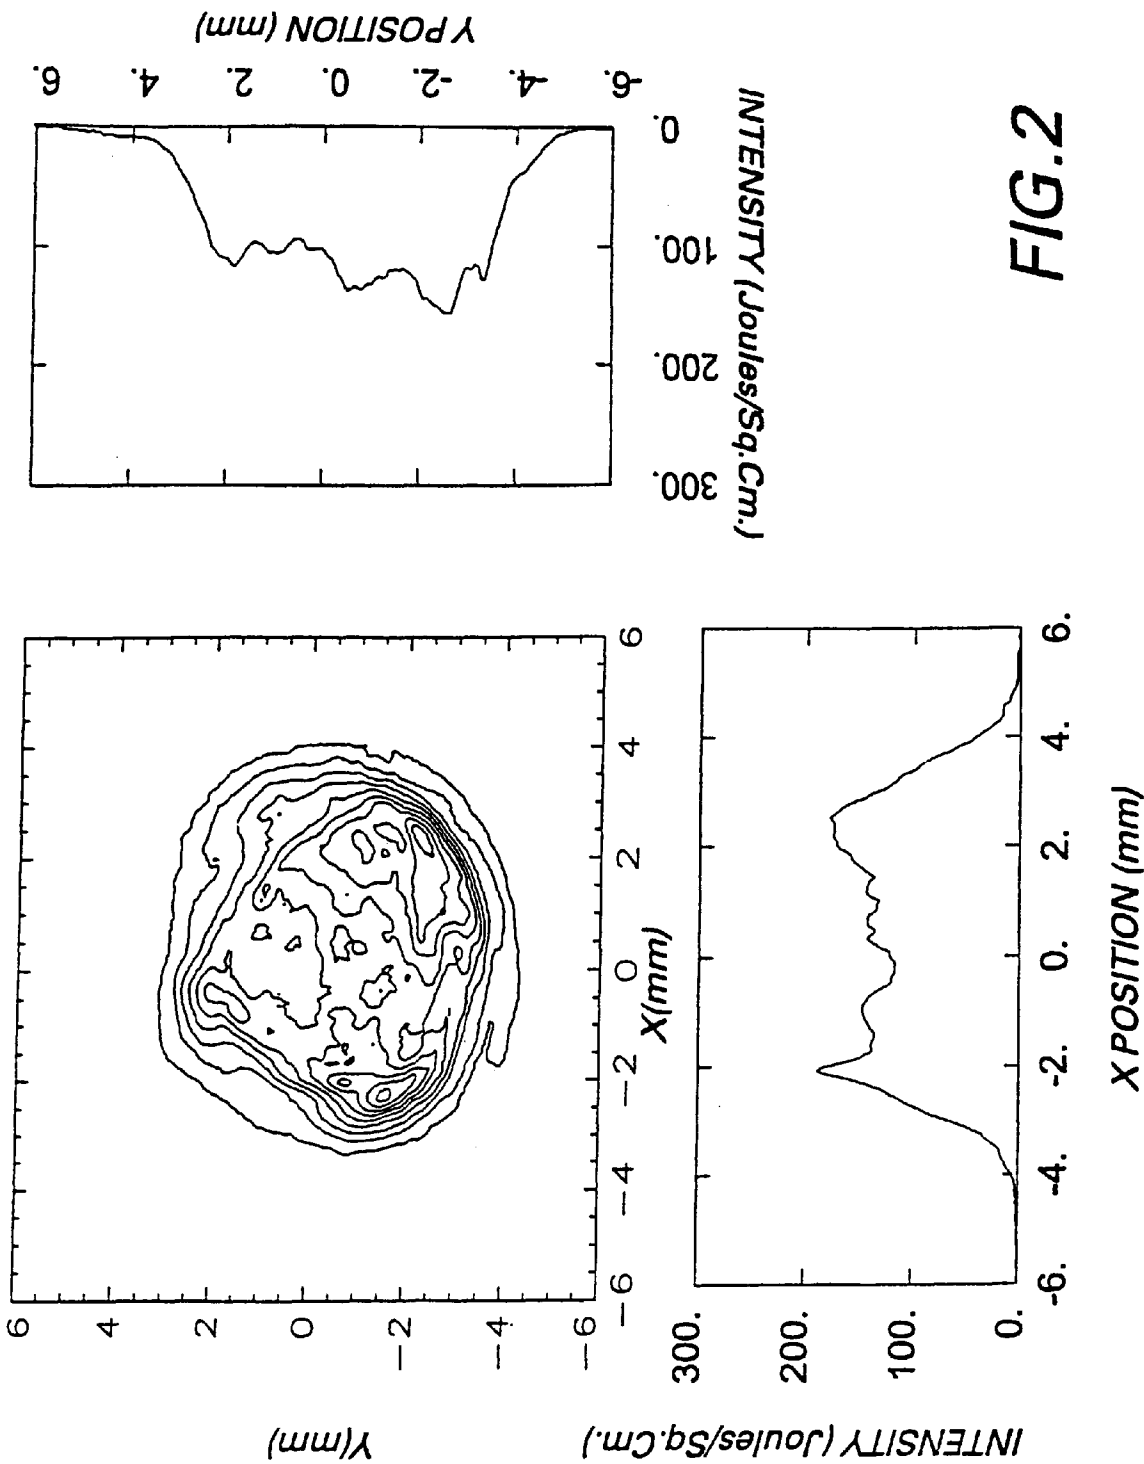 6
4
2
0
−2
−4
−6
Y(mm)
−6 −4 −2 0 2 4 6
X(mm)
300.
200.
100.
0.
INTENSITY (Joules/Sq.Cm.)
-6. -4. -2. 0. 2. 4. 6.
X POSITION (mm)
6.
4.
2.
0.
-2.
-4.
-6.
Y POSITION (mm)
300. 200. 100. 0.
INTENSITY (Joules/Sq.Cm.)
FIG.2